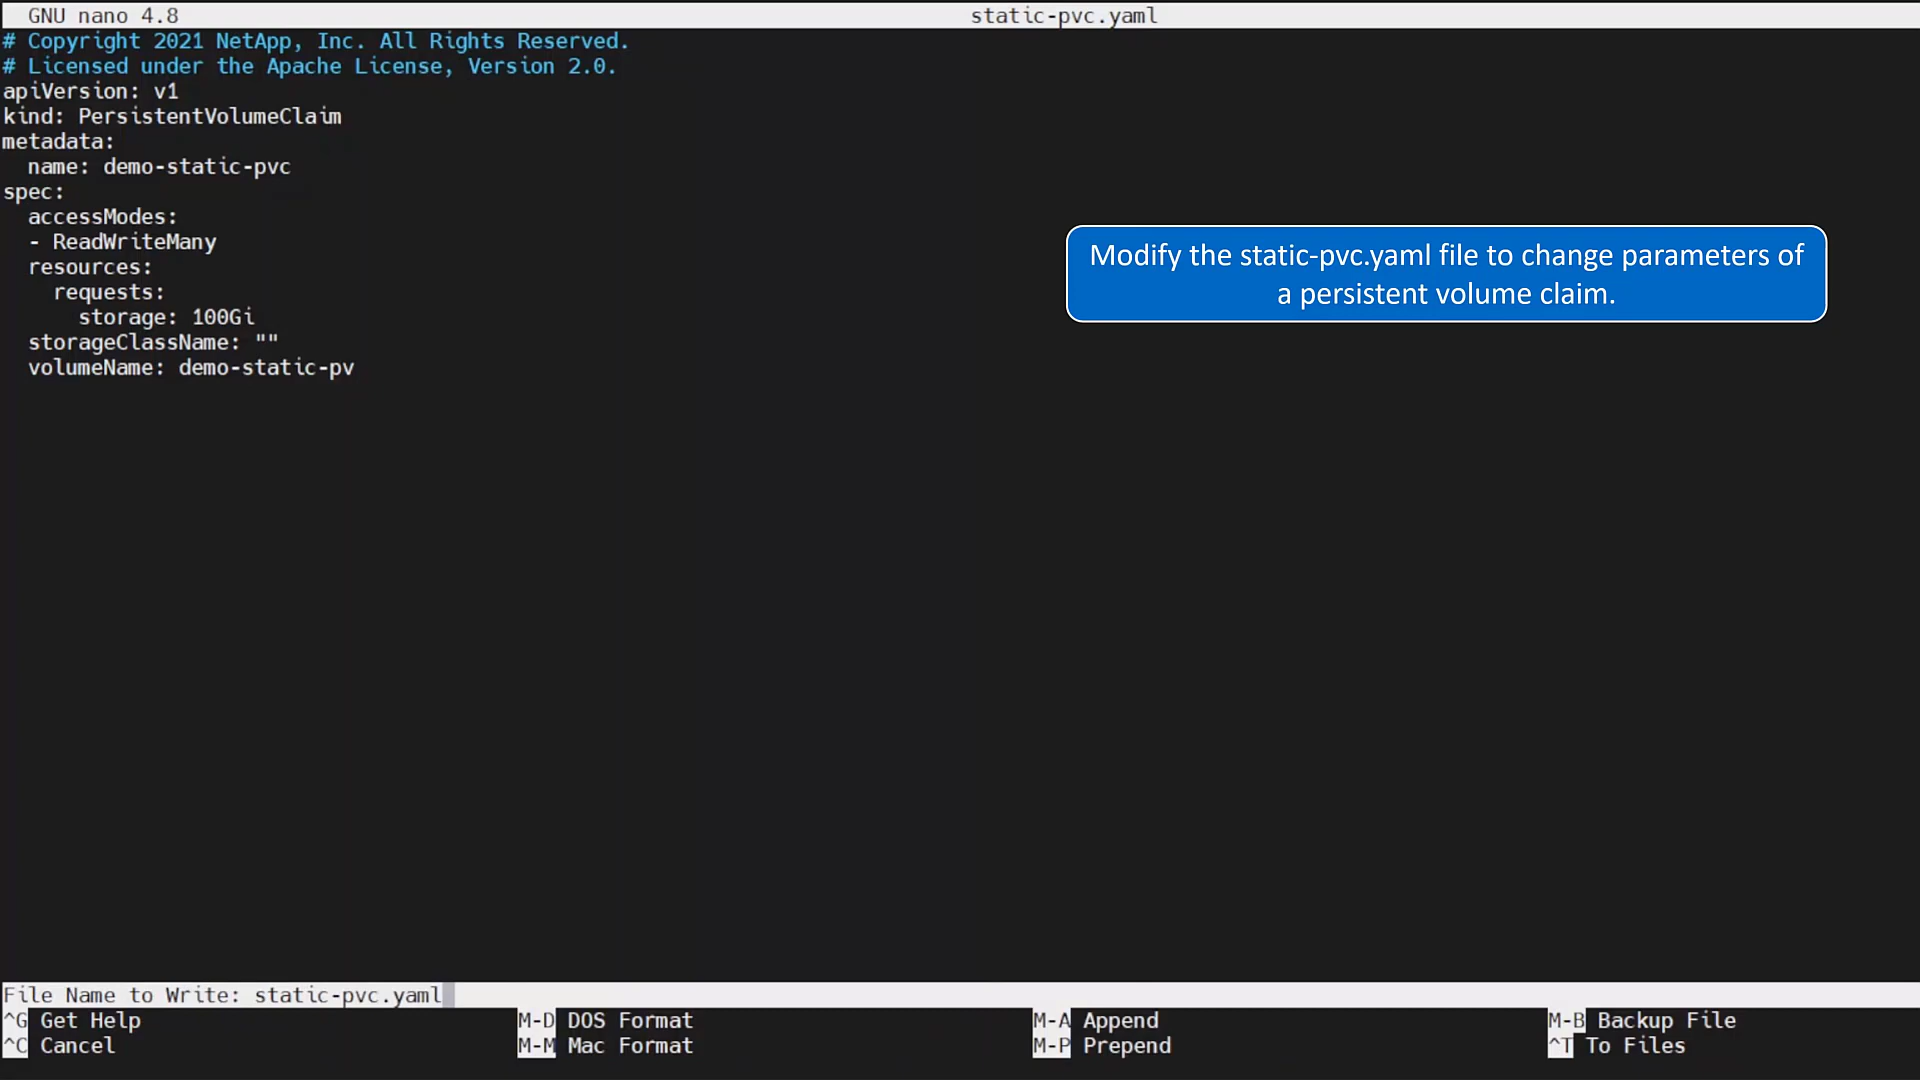 GNU nano 4.8 static-pvc.yaml
# Copyright 2021 NetApp, Inc. All Rights Reserved.
# Licensed under the Apache License, Version 2.0.
apiVersion: v1
kind: PersistentVolumeClaim
metadata:
  name: demo-static-pvc
spec:
  accessModes:
  - ReadWriteMany
  resources:
    requests:
      storage: 100Gi
  storageClassName: ""
  volumeName: demo-static-pv
Modify the static-pvc.yaml file to change parameters of
a persistent volume claim.
File Name to Write: static-pvc.yaml
^G Get Help M-D DOS Format M-A Append M-B Backup File
^C Cancel M-M Mac Format M-P Prepend ^T To Files